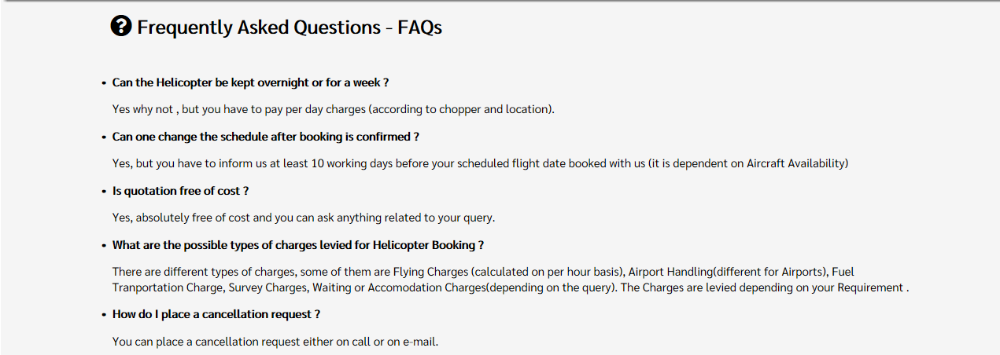 Frequently Asked Questions - FAQs
• Can the Helicopter be kept overnight or for a week ?
Yes why not , but you have to pay per day charges (according to chopper and location).
• Can one change the schedule after booking is confirmed ?
Yes, but you have to inform us at least 10 working days before your scheduled flight date booked with us (it is dependent on Aircraft Availability)
• Is quotation free of cost ?
Yes, absolutely free of cost and you can ask anything related to your query.
• What are the possible types of charges levied for Helicopter Booking ?
There are different types of charges, some of them are Flying Charges (calculated on per hour basis), Airport Handling(different for Airports), Fuel
Tranportation Charge, Survey Charges, Waiting or Accomodation Charges(depending on the query). The Charges are levied depending on your Requirement .
• How do I place a cancellation request ?
You can place a cancellation request either on call or on e-mail.